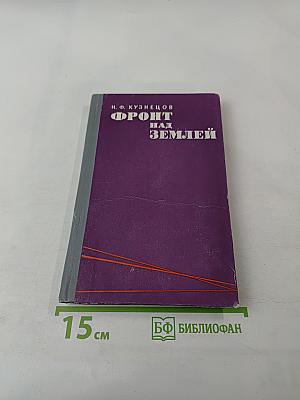 Н. Ф. КУЗНЕЦОВ
ФРОНТ
НАД
ЗЕМЛЕЙ
15 см
БФ БИБЛИОФАН